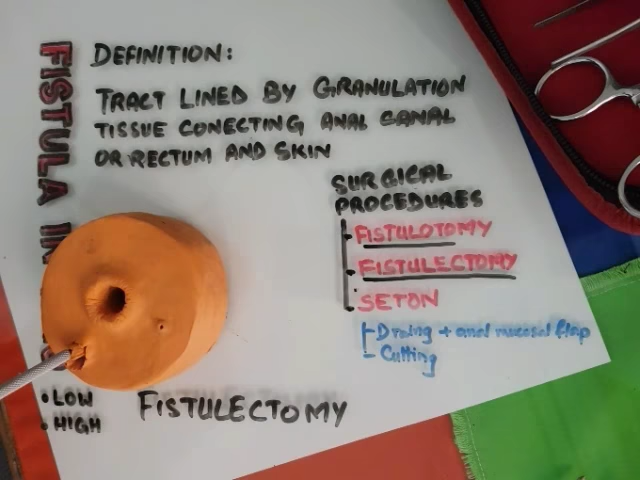 FISTULA IN
DEFINITION:
TRACT LINED BY GRANULATION
TISSUE CONECTING ANAL CANAL
OR RECTUM AND SKIN
SURGICAL
PROCEDURES
FISTULOTOMY
FISTULECTOMY
SETON
Draing + anal mucosal flap
Cutting
• LOW
• HIGH
FISTULECTOMY